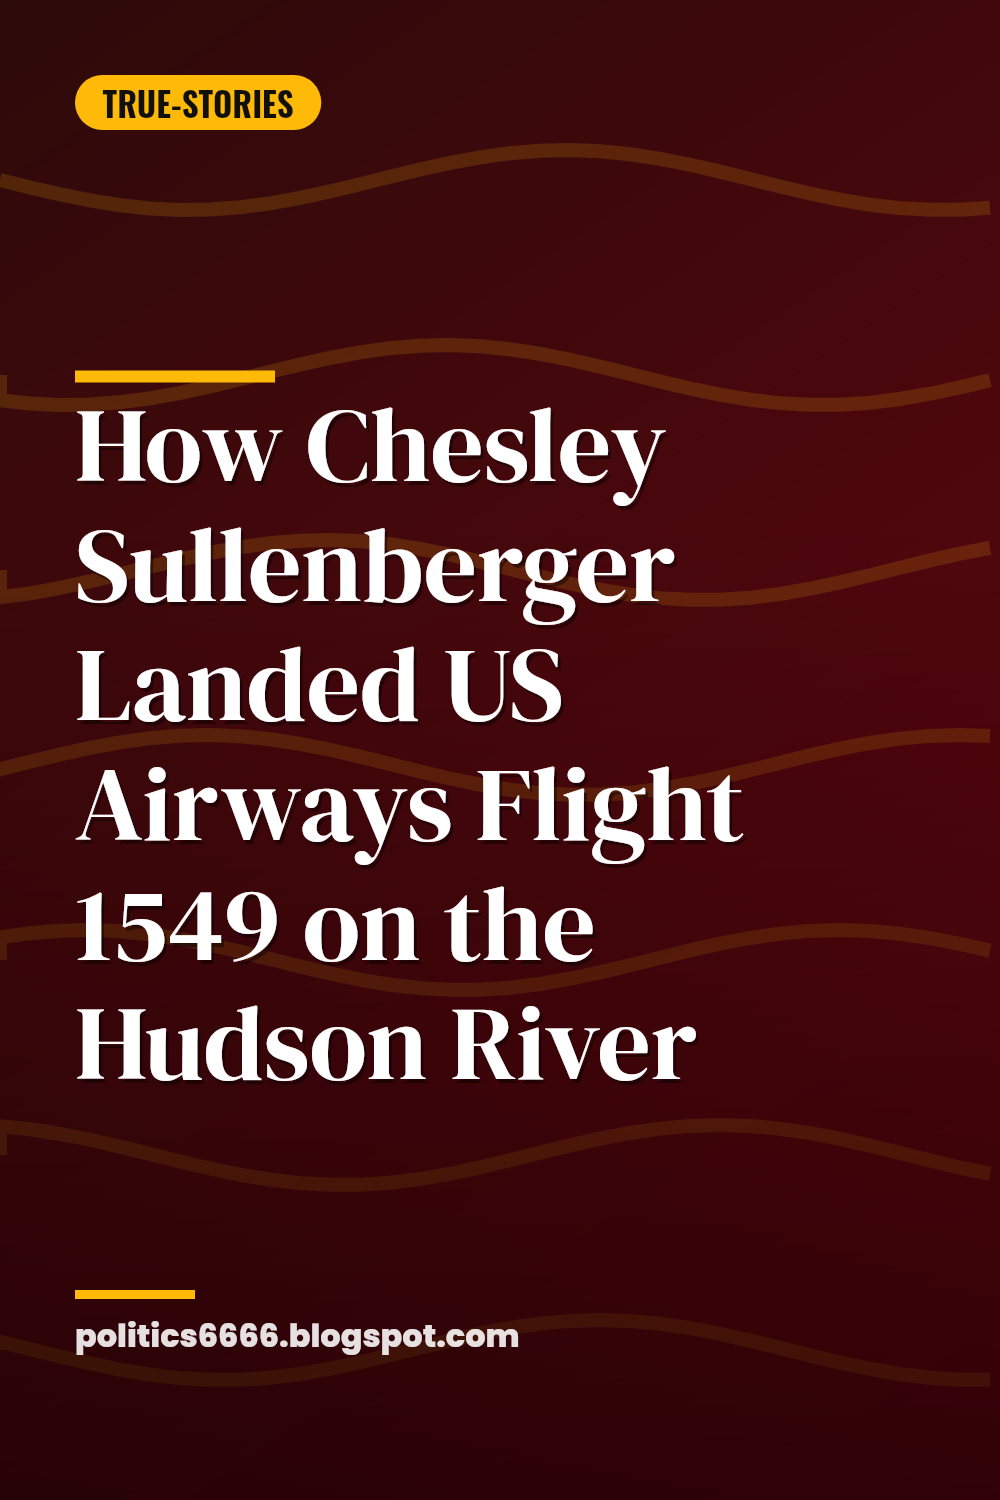 TRUE-STORIES
How Chesley
Sullenberger
Landed US
Airways Flight
1549 on the
Hudson River
politics6666.blogspot.com